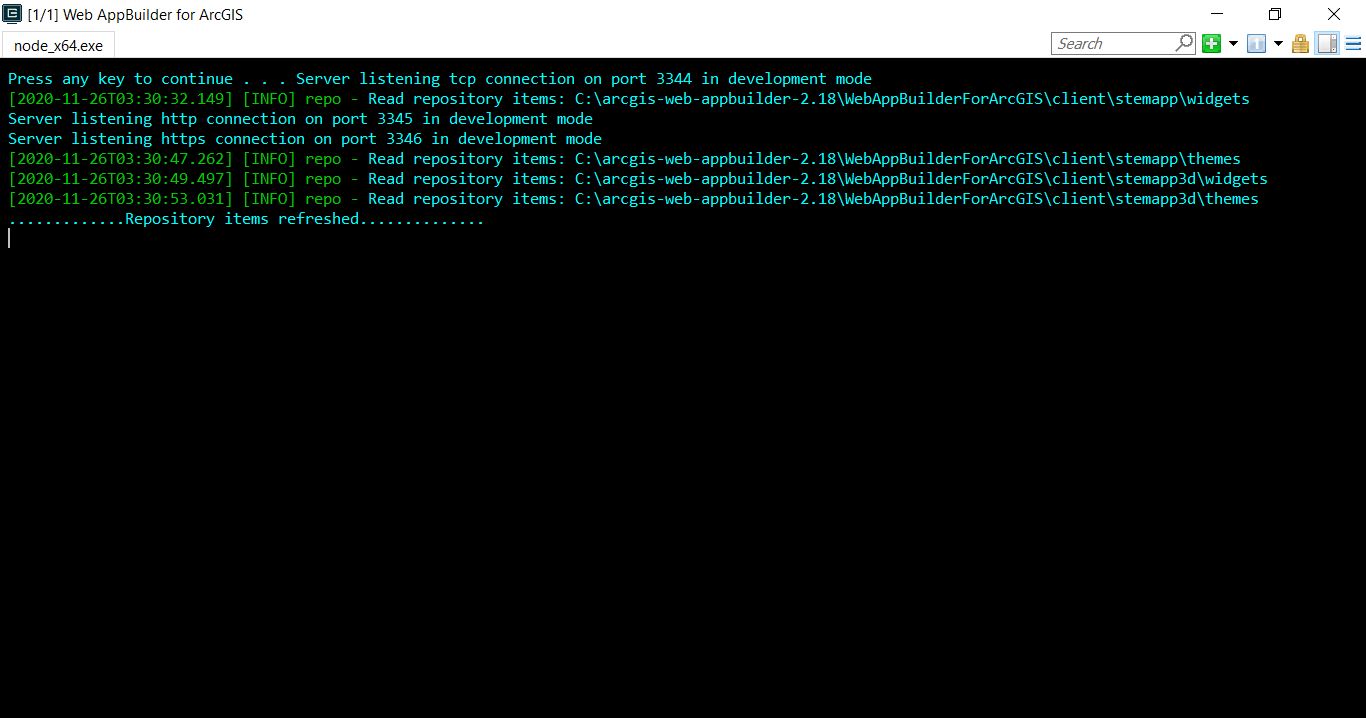 [1/1] Web AppBuilder for ArcGIS
node_x64.exe
Search
Press any key to continue . . . Server listening tcp connection on port 3344 in development mode
[2020-11-26T03:30:32.149] [INFO] repo - Read repository items: C:\arcgis-web-appbuilder-2.18\WebAppBuilderForArcGIS\client\stemapp\widgets
Server listening http connection on port 3345 in development mode
Server listening https connection on port 3346 in development mode
[2020-11-26T03:30:47.262] [INFO] repo - Read repository items: C:\arcgis-web-appbuilder-2.18\WebAppBuilderForArcGIS\client\stemapp\themes
[2020-11-26T03:30:49.497] [INFO] repo - Read repository items: C:\arcgis-web-appbuilder-2.18\WebAppBuilderForArcGIS\client\stemapp3d\widgets
[2020-11-26T03:30:53.031] [INFO] repo - Read repository items: C:\arcgis-web-appbuilder-2.18\WebAppBuilderForArcGIS\client\stemapp3d\themes
.............Repository items refreshed..............